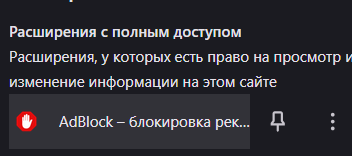 Расширения с полным доступом
Расширения, у которых есть право на просмотр и
изменение информации на этом сайте
AdBlock – блокировка рек...